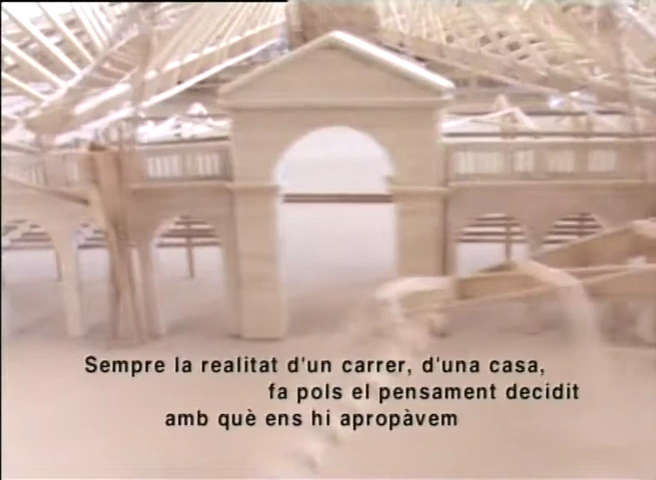 Sempre la realitat d'un carrer, d'una casa,
fa pols el pensament decidit
amb què ens hi apropàvem